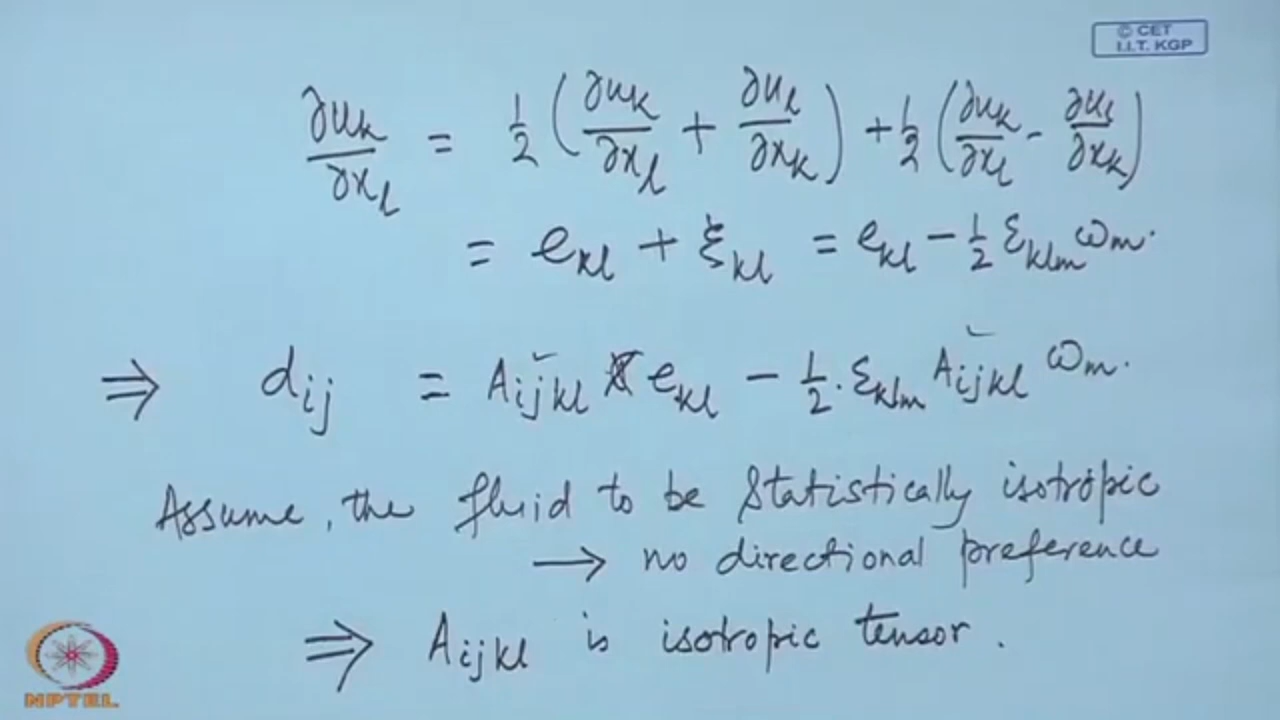 © CET
I.I.T. KGP
∂u_k/∂x_l = 1/2 (∂u_k/∂x_l + ∂u_l/∂x_k) + 1/2 (∂u_k/∂x_l - ∂u_l/∂x_k)
= e_kl + ξ_kl = e_kl - 1/2 ε_klm ω_m.
⇒ d_ij = A_ijkl e_kl - 1/2 . ε_klm A_ijkl ω_m.
Assume, the fluid to be statistically isotropic
→ no directional preference
⇒ A_ijkl is isotropic tensor.
NPTEL